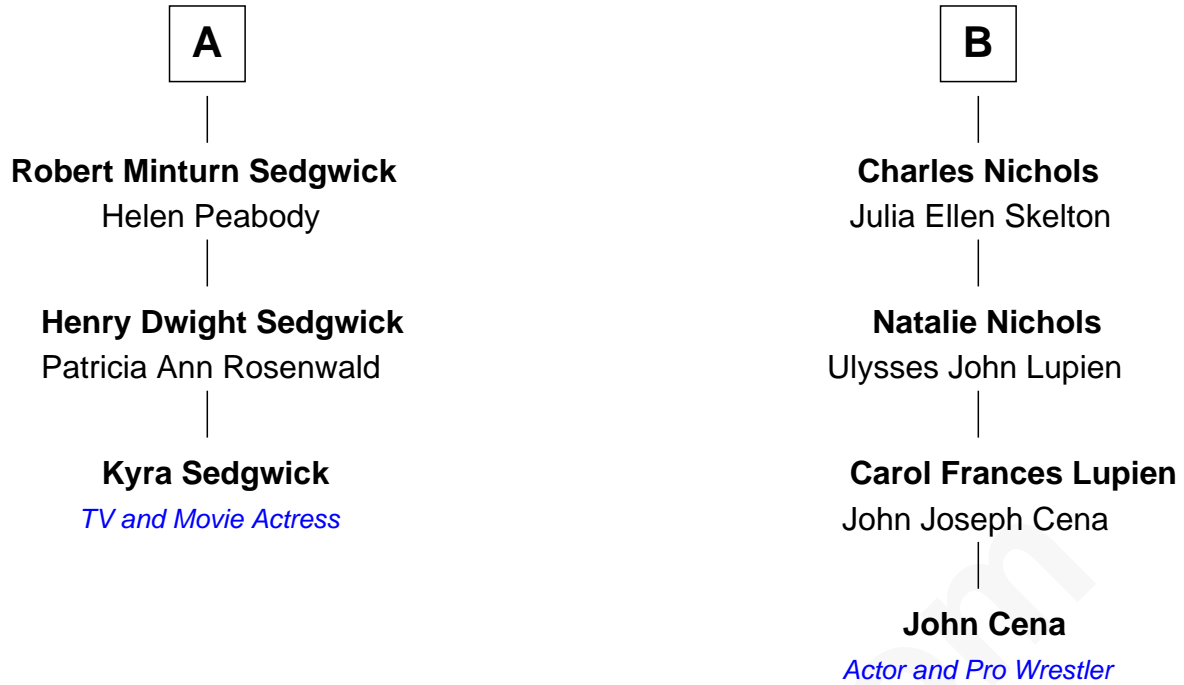 A
Robert Minturn Sedgwick
Helen Peabody
Henry Dwight Sedgwick
Patricia Ann Rosenwald
Kyra Sedgwick
TV and Movie Actress
B
Charles Nichols
Julia Ellen Skelton
Natalie Nichols
Ulysses John Lupien
Carol Frances Lupien
John Joseph Cena
John Cena
Actor and Pro Wrestler